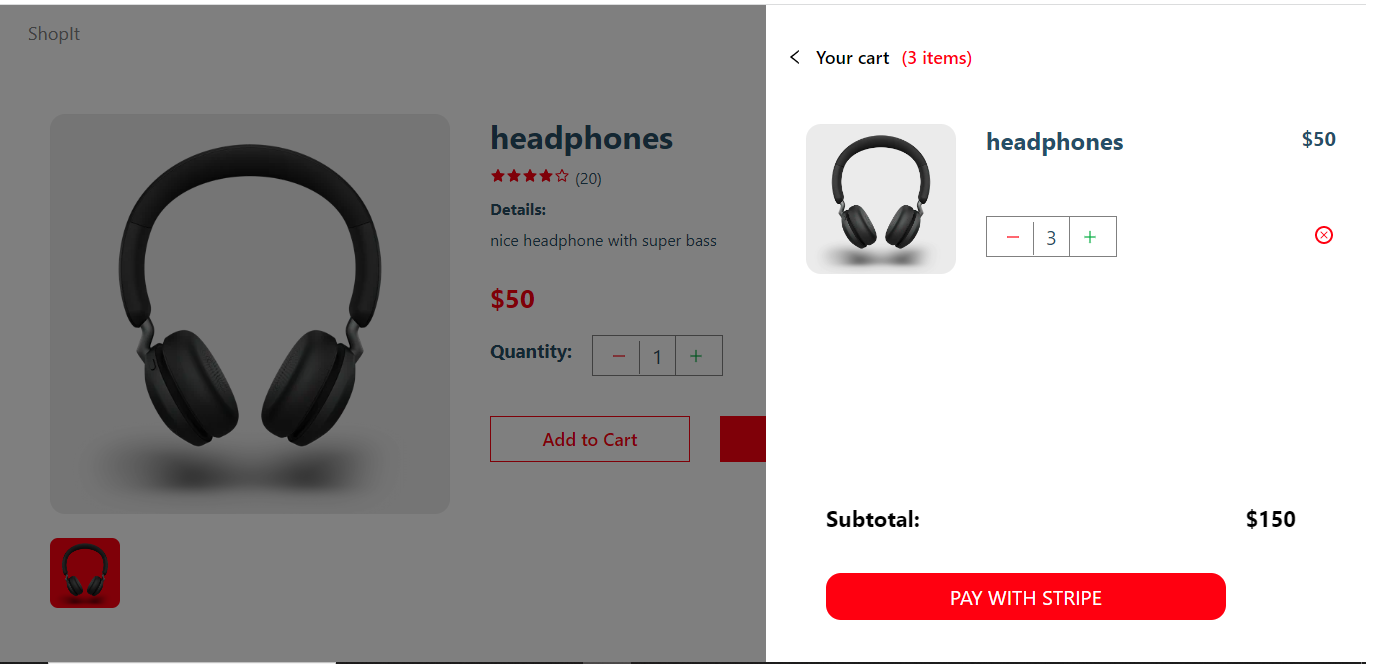 ShopIt
headphones
(20)
Details:
nice headphone with super bass
$50
Quantity: − 1 +
Add to Cart
Your cart (3 items)
headphones $50
− 3 +
Subtotal: $150
PAY WITH STRIPE